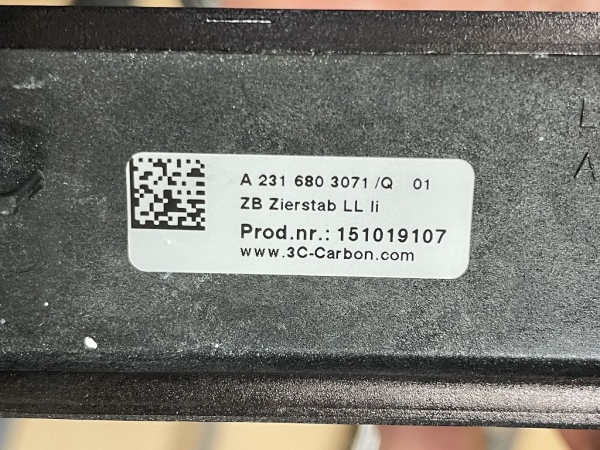 A 231 680 3071 /Q 01
ZB Zierstab LL li
Prod.nr.: 151019107
www.3C-Carbon.com
L
A